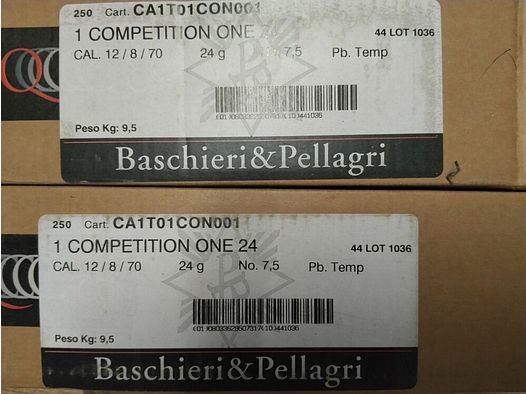 250 Cart. CA1T01CON001
1 COMPETITION ONE
44 LOT 1036
CAL. 12 / 8 / 70 24 g No. 7,5 Pb. Temp
Peso Kg: 9,5
Baschieri&Pellagri
250 Cart. CA1T01CON001
1 COMPETITION ONE 24
44 LOT 1036
CAL. 12 / 8 / 70 24 g No. 7,5 Pb. Temp
Peso Kg: 9,5
Baschieri&Pellagri